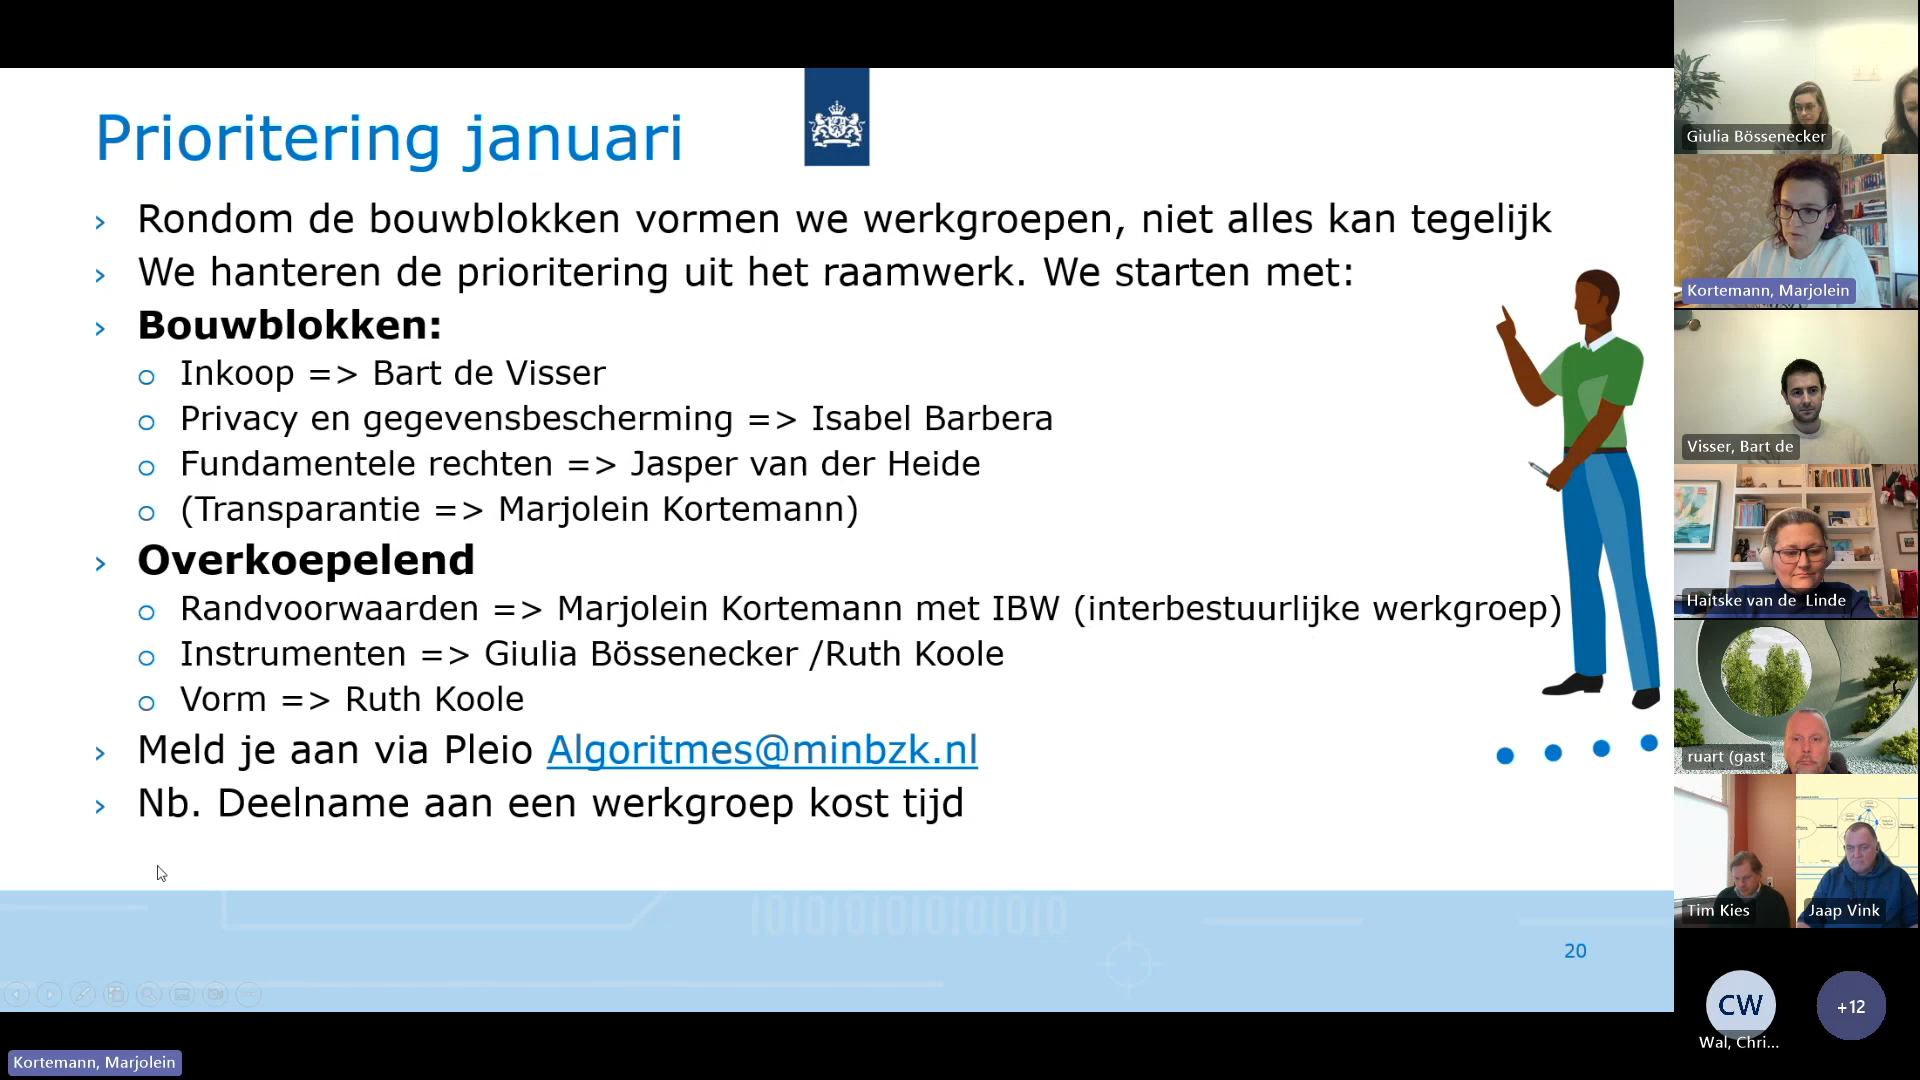 Prioritering januari
› Rondom de bouwblokken vormen we werkgroepen, niet alles kan tegelijk
› We hanteren de prioritering uit het raamwerk. We starten met:
› Bouwblokken:
o Inkoop => Bart de Visser
o Privacy en gegevensbescherming => Isabel Barbera
o Fundamentele rechten => Jasper van der Heide
o (Transparantie => Marjolein Kortemann)
› Overkoepelend
o Randvoorwaarden => Marjolein Kortemann met IBW (interbestuurlijke werkgroep)
o Instrumenten => Giulia Bössenecker /Ruth Koole
o Vorm => Ruth Koole
› Meld je aan via Pleio Algoritmes@minbzk.nl
› Nb. Deelname aan een werkgroep kost tijd
20
Kortemann, Marjolein
Giulia Bössenecker
Kortemann, Marjolein
Visser, Bart de
Haitske van de Linde
ruart (gast
Tim Kies
Jaap Vink
CW
Wal, Chri...
+12